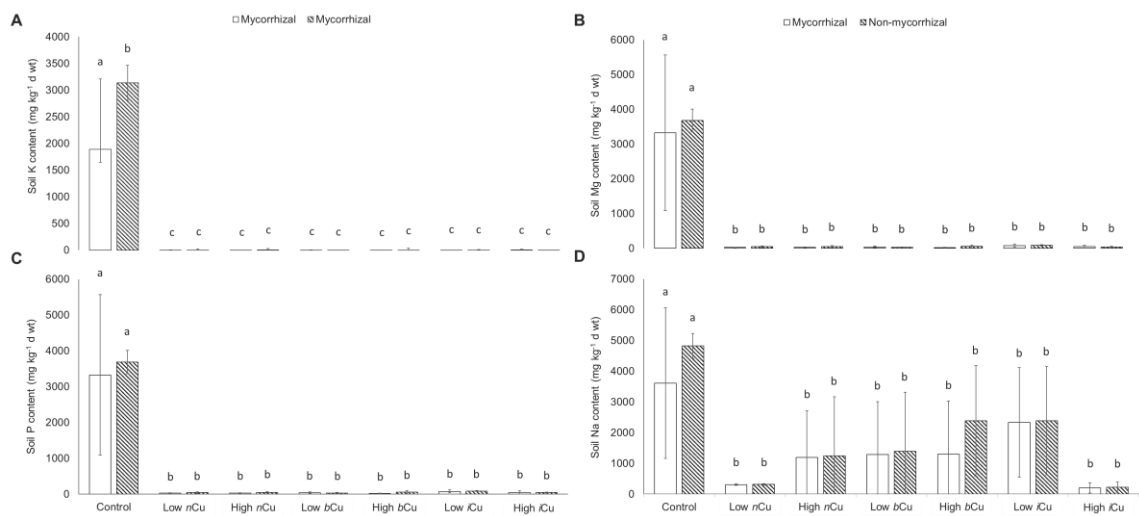 A
Mycorrhizal Mycorrhizal
Soil K content (mg kg⁻¹ d wt)
4000
3500
3000
2500
2000
1500
1000
500
0
a b c c c c c c c c c c c c
B
Mycorrhizal Non-mycorrhizal
Soil Mg content (mg kg⁻¹ d wt)
6000
5000
4000
3000
2000
1000
0
a a b b b b b b b b b b b b
C
Soil P content (mg kg⁻¹ d wt)
6000
5000
4000
3000
2000
1000
0
a a b b b b b b b b b b b b
Control Low nCu High nCu Low bCu High bCu Low iCu High iCu
D
Soil Na content (mg kg⁻¹ d wt)
7000
6000
5000
4000
3000
2000
1000
0
a a b b b b b b b b b b b b
Control Low nCu High nCu Low bCu High bCu Low iCu High iCu